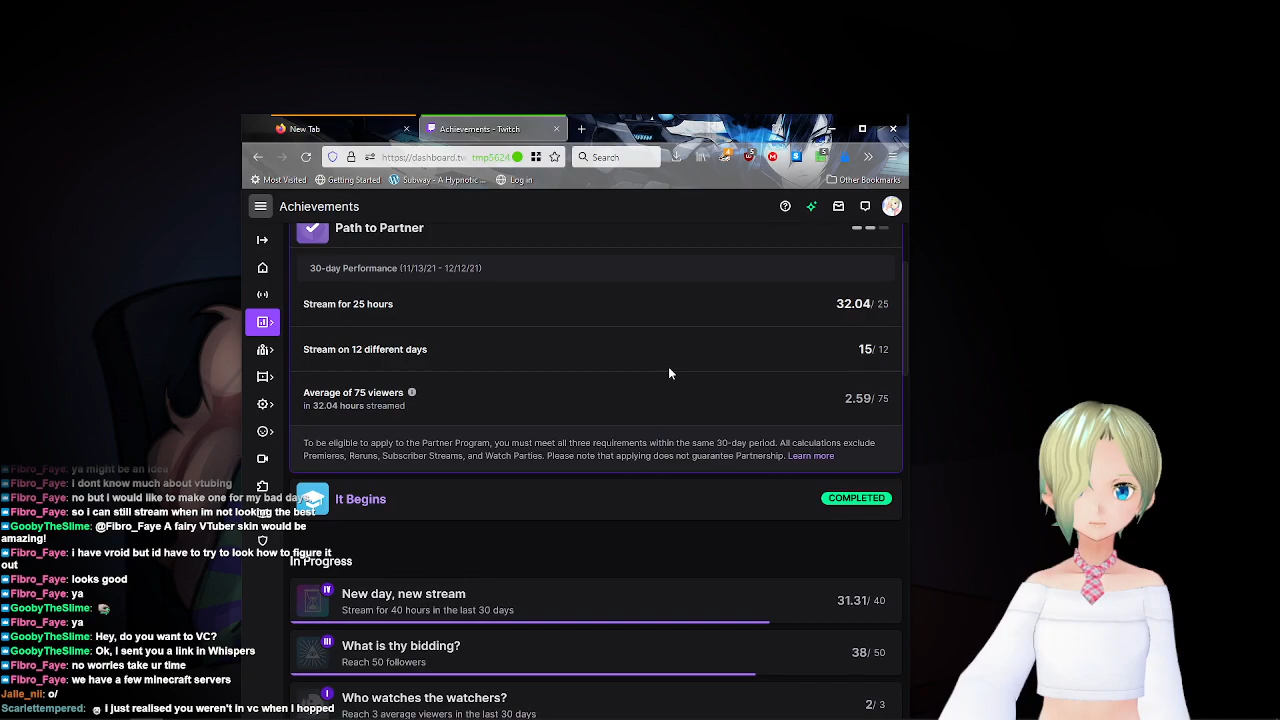 New Tab
Achievements - Twitch
https://dashboard.tw
tmp5624
Search
Most Visited
Getting Started
Subway - A Hypnotic ...
Log in
Other Bookmarks
Achievements
Path to Partner
30-day Performance (11/13/21 - 12/12/21)
Stream for 25 hours
32.04/ 25
Stream on 12 different days
15/ 12
Average of 75 viewers
in 32.04 hours streamed
2.59/ 75
To be eligible to apply to the Partner Program, you must meet all three requirements within the same 30-day period. All calculations exclude
Premieres, Reruns, Subscriber Streams, and Watch Parties. Please note that applying does not guarantee Partnership. Learn more
It Begins
COMPLETED
In Progress
IV
New day, new stream
Stream for 40 hours in the last 30 days
31.31/ 40
III
What is thy bidding?
Reach 50 followers
38/ 50
I
Who watches the watchers?
Reach 3 average viewers in the last 30 days
2/ 3
Fibro_Faye: ya might be an idea
Fibro_Faye: i dont know much about vtubing
Fibro_Faye: no but i would like to make one for my bad days
Fibro_Faye: so i can still stream when im not looking the best
GoobyTheSlime: @Fibro_Faye A fairy VTuber skin would be
amazing!
Fibro_Faye: i have vroid but id have to try to look how to figure it
out
Fibro_Faye: looks good
Fibro_Faye: ya
GoobyTheSlime:
Fibro_Faye: ya
GoobyTheSlime: Hey, do you want to VC?
GoobyTheSlime: Ok, I sent you a link in Whispers
Fibro_Faye: no worries take ur time
Fibro_Faye: we have a few minecraft servers
Jalle_nii: o/
Scarlettempered: i just realised you weren't in vc when I hopped